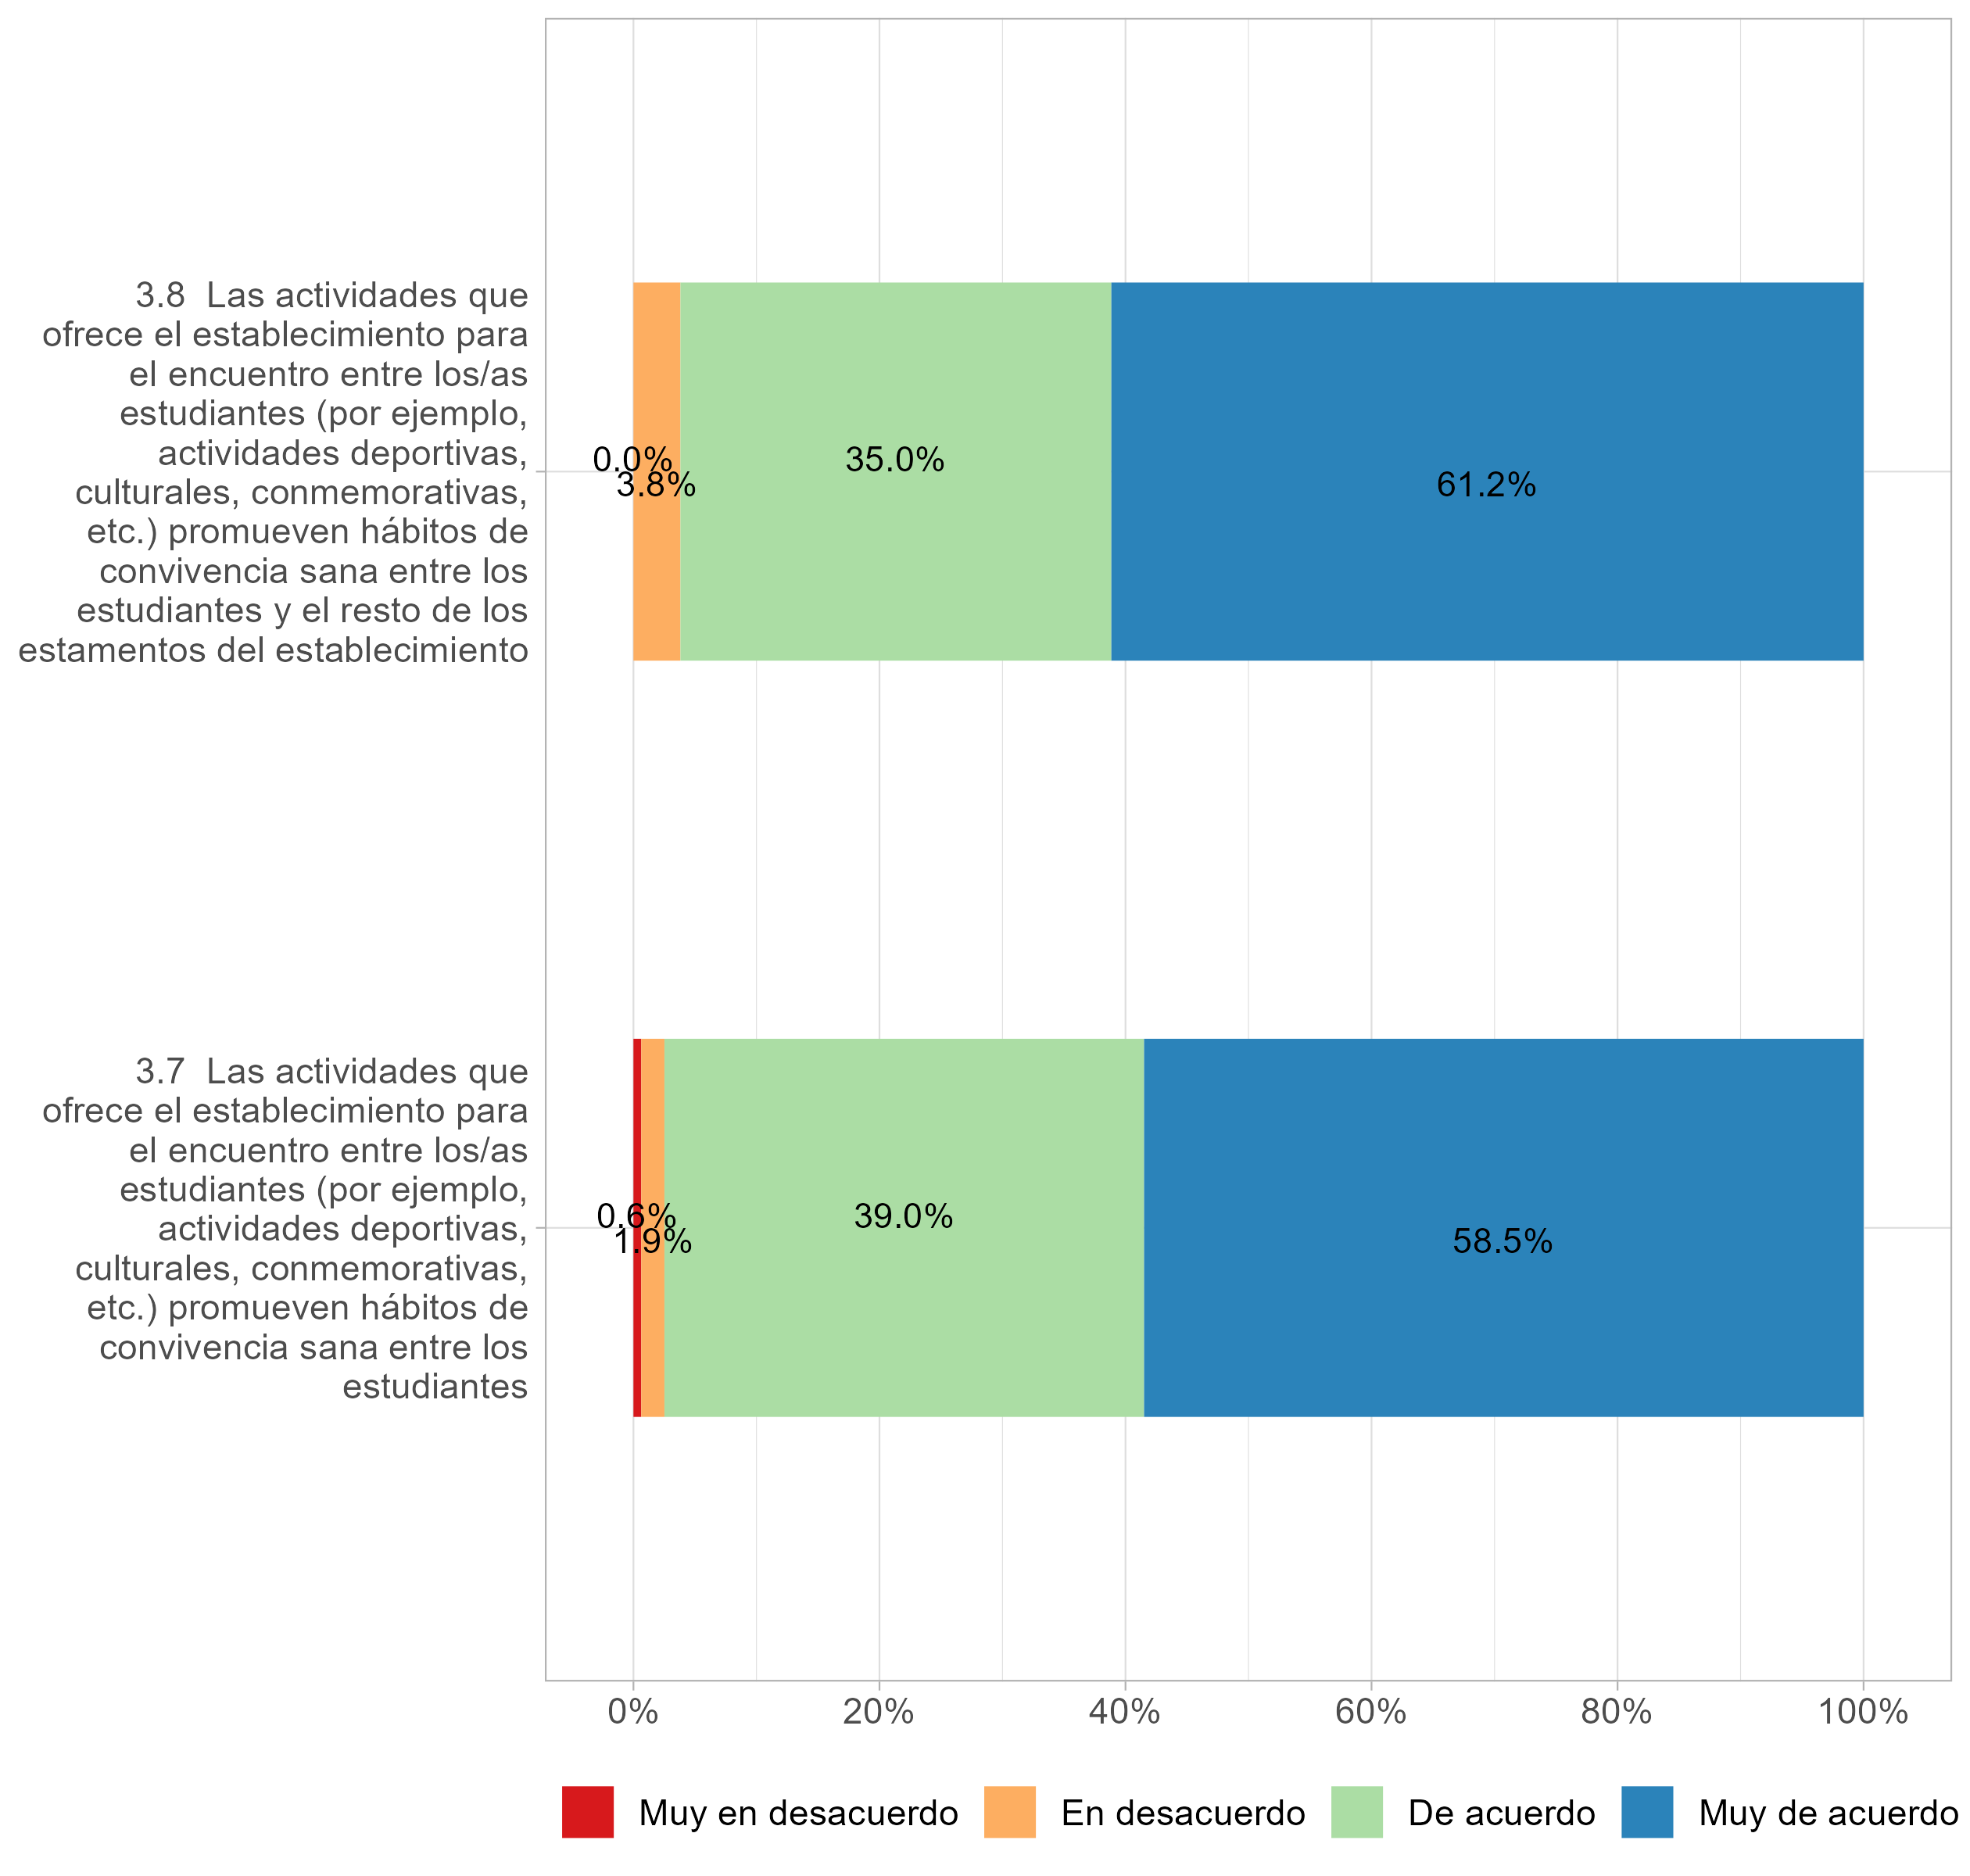 3.8  Las actividades que
ofrece el establecimiento para
el encuentro entre los/as
estudiantes (por ejemplo,
actividades deportivas,
culturales, conmemorativas,
etc.) promueven hábitos de
convivencia sana entre los
estudiantes y el resto de los
estamentos del establecimiento
0.0%
3.8%
35.0%
61.2%
3.7  Las actividades que
ofrece el establecimiento para
el encuentro entre los/as
estudiantes (por ejemplo,
actividades deportivas,
culturales, conmemorativas,
etc.) promueven hábitos de
convivencia sana entre los
estudiantes
0.6%
1.9%
39.0%
58.5%
0% 20% 40% 60% 80% 100%
Muy en desacuerdo En desacuerdo De acuerdo Muy de acuerdo